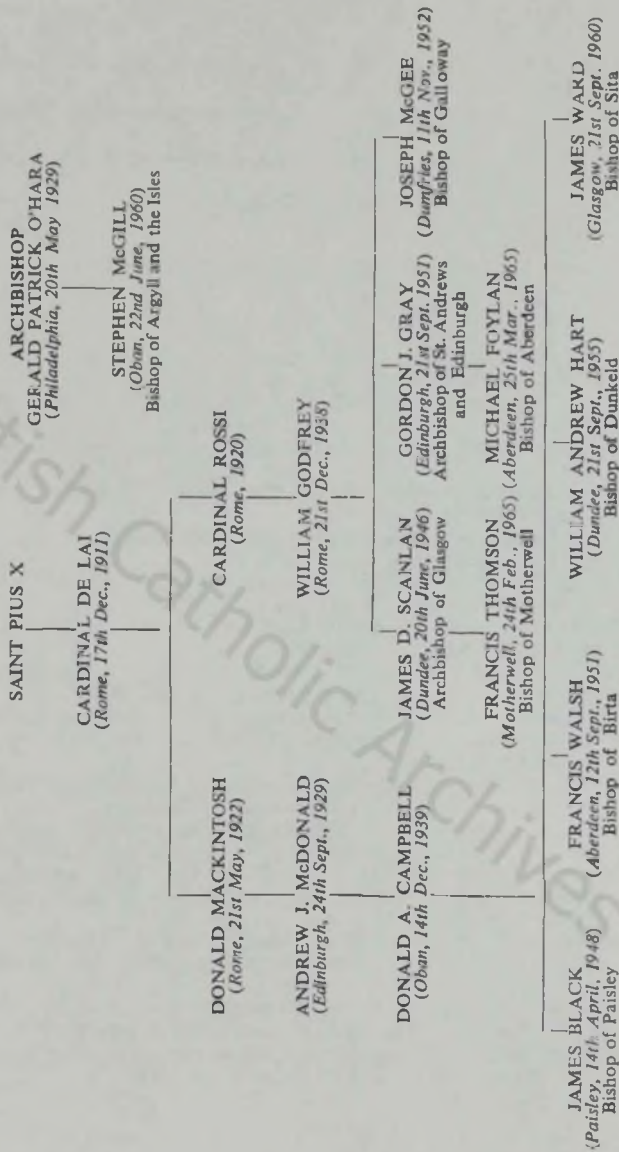 SAINT PIUS X
CARDINAL DE LAI
(Rome, 17th Dec., 1911)
ARCHBISHOP
GERALD PATRICK O'HARA
(Philadelphia, 20th May 1929)
STEPHEN McGILL
(Oban, 22nd June, 1960)
Bishop of Argyll and the Isles
DONALD MACKINTOSH
(Rome, 21st May, 1922)
CARDINAL ROSSI
(Rome, 1920)
ANDREW J. McDONALD
(Edinburgh, 24th Sept., 1929)
WILLIAM GODFREY
(Rome, 21st Dec., 1938)
DONALD A. CAMPBELL
(Oban, 14th Dec., 1939)
JAMES D. SCANLAN
(Dundee, 20th June, 1946)
Archbishop of Glasgow
GORDON J. GRAY
(Edinburgh, 21st Sept. 1951)
Archbishop of St. Andrews
and Edinburgh
JOSEPH McGEE
(Dumfries, 11th Nov., 1952)
Bishop of Galloway
FRANCIS THOMSON
(Motherwell, 24th Feb., 1965)
Bishop of Motherwell
MICHAEL FOYLAN
(Aberdeen, 25th Mar., 1965)
Bishop of Aberdeen
JAMES BLACK
(Paisley, 14th April, 1948)
Bishop of Paisley
FRANCIS WALSH
(Aberdeen, 12th Sept., 1951)
Bishop of Birta
WILLIAM ANDREW HART
(Dundee, 21st Sept., 1955)
Bishop of Dunkeld
JAMES WARD
(Glasgow, 21st Sept. 1960)
Bishop of Sita
tish Catholic Archives